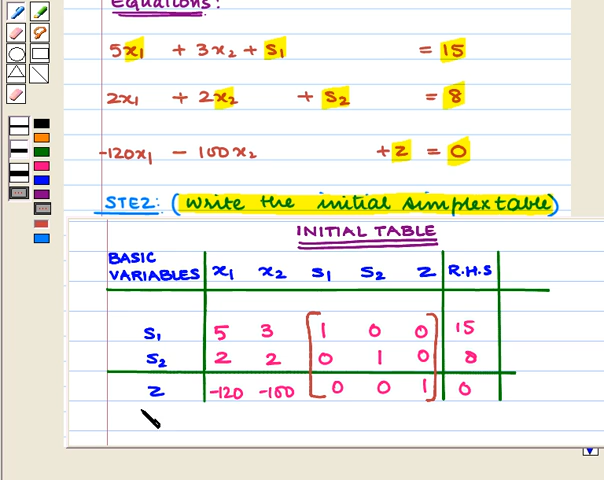 Equations:
5x₁ + 3x₂ + s₁ = 15
2x₁ + 2x₂ + s₂ = 8
-120x₁ - 100x₂ + z = 0
STE2: (Write the initial simplex table)
INITIAL TABLE
BASIC VARIABLES x₁ x₂ s₁ s₂ z R.H.S
s₁ 5 3 1 0 0 15
s₂ 2 2 0 1 0 8
z -120 -100 0 0 1 0